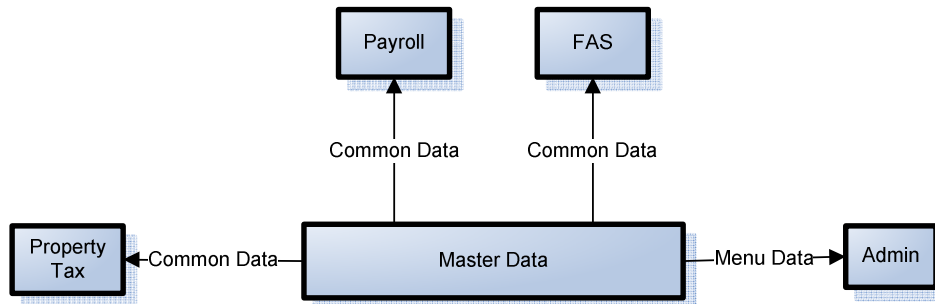 Payroll
FAS
Common Data
Common Data
Property
Tax
Common Data
Master Data
Menu Data
Admin